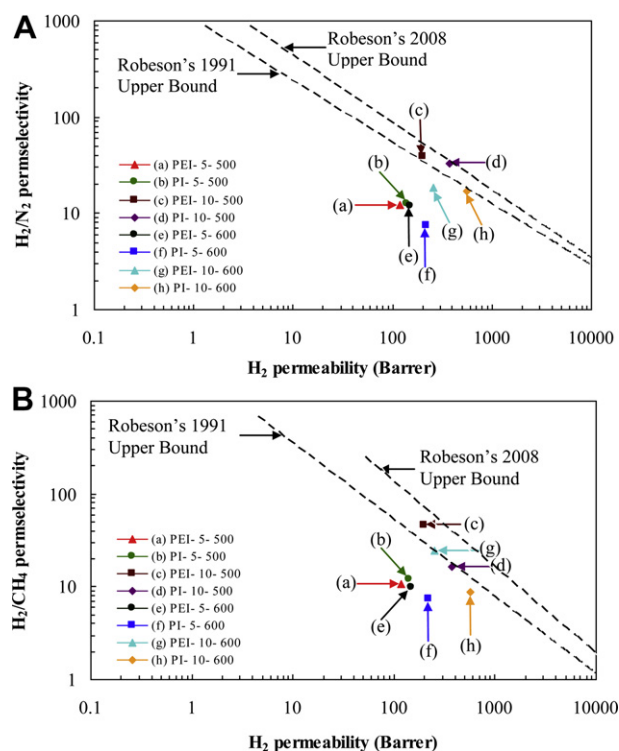 A
H2/N2 permselectivity
1000
100
10
1
Robeson's 2008
Upper Bound
Robeson's 1991
Upper Bound
(a) PEI- 5- 500
(b) PI- 5- 500
(c) PEI- 10- 500
(d) PI- 10- 500
(e) PEI- 5- 600
(f) PI- 5- 600
(g) PEI- 10- 600
(h) PI- 10- 600
(c)
(d)
(b)
(a)
(g)
(h)
(e)
(f)
0.1
1
10
100
1000
10000
H2 permeability (Barrer)
B
H2/CH4 permselectivity
1000
100
10
1
Robeson's 1991
Upper Bound
Robeson's 2008
Upper Bound
(a) PEI- 5- 500
(b) PI- 5- 500
(c) PEI- 10- 500
(d) PI- 10- 500
(e) PEI- 5- 600
(f) PI- 5- 600
(g) PEI- 10- 600
(h) PI- 10- 600
(c)
(b)
(g)
(d)
(a)
(e)
(f)
(h)
0.1
1
10
100
1000
10000
H2 permeability (Barrer)